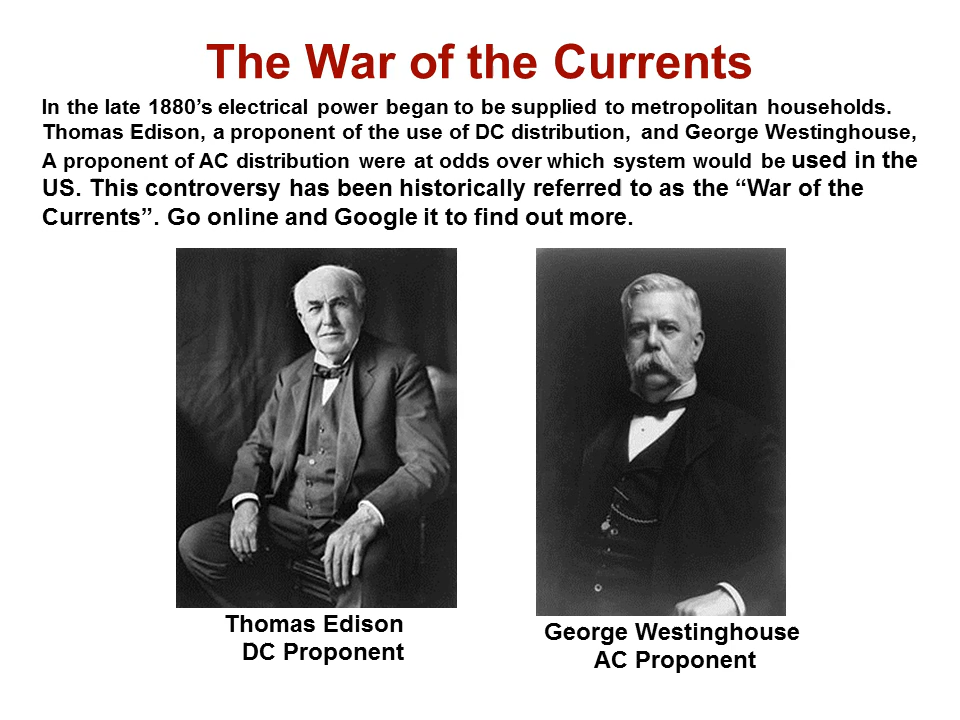 The War of the Currents
In the late 1880’s electrical power began to be supplied to metropolitan households.
Thomas Edison, a proponent of the use of DC distribution, and George Westinghouse,
A proponent of AC distribution were at odds over which system would be used in the
US. This controversy has been historically referred to as the “War of the
Currents”. Go online and Google it to find out more.
Thomas Edison
DC Proponent
George Westinghouse
AC Proponent